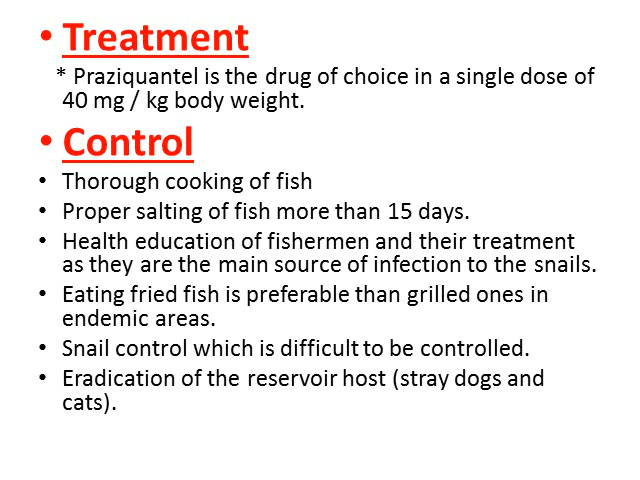 • Treatment
* Praziquantel is the drug of choice in a single dose of
40 mg / kg body weight.
• Control
• Thorough cooking of fish
• Proper salting of fish more than 15 days.
• Health education of fishermen and their treatment
as they are the main source of infection to the snails.
• Eating fried fish is preferable than grilled ones in
endemic areas.
• Snail control which is difficult to be controlled.
• Eradication of the reservoir host (stray dogs and
cats).